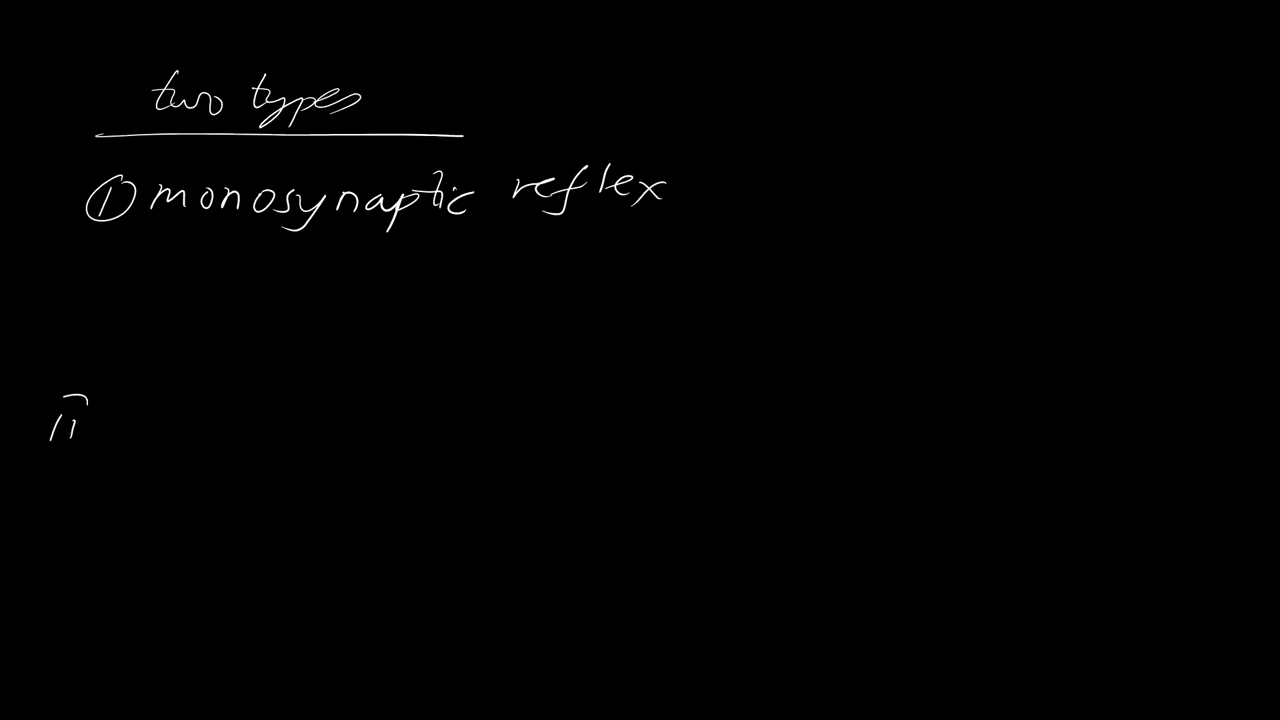 two types
① monosynaptic reflex